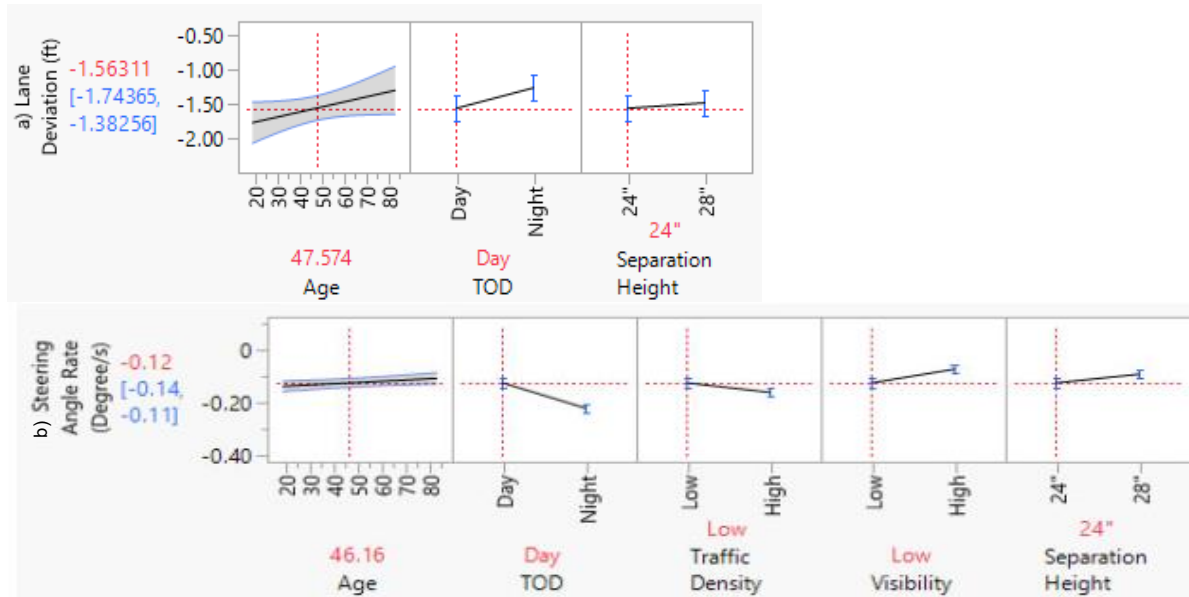 a) Lane
Deviation (ft)
-1.56311
[-1.74365,
-1.38256]
-0.50
-1.00
-1.50
-2.00
20 30 40 50 60 70 80
Day Night
24" 28"
47.574
Age
Day
TOD
24"
Separation
Height
b) Steering
Angle Rate
(Degree/s)
-0.12
[-0.14,
-0.11]
0
-0.20
-0.40
20 30 40 50 60 70 80
Day Night
Low High
Low High
24" 28"
46.16
Age
Day
TOD
Low
Traffic
Density
Low
Visibility
24"
Separation
Height